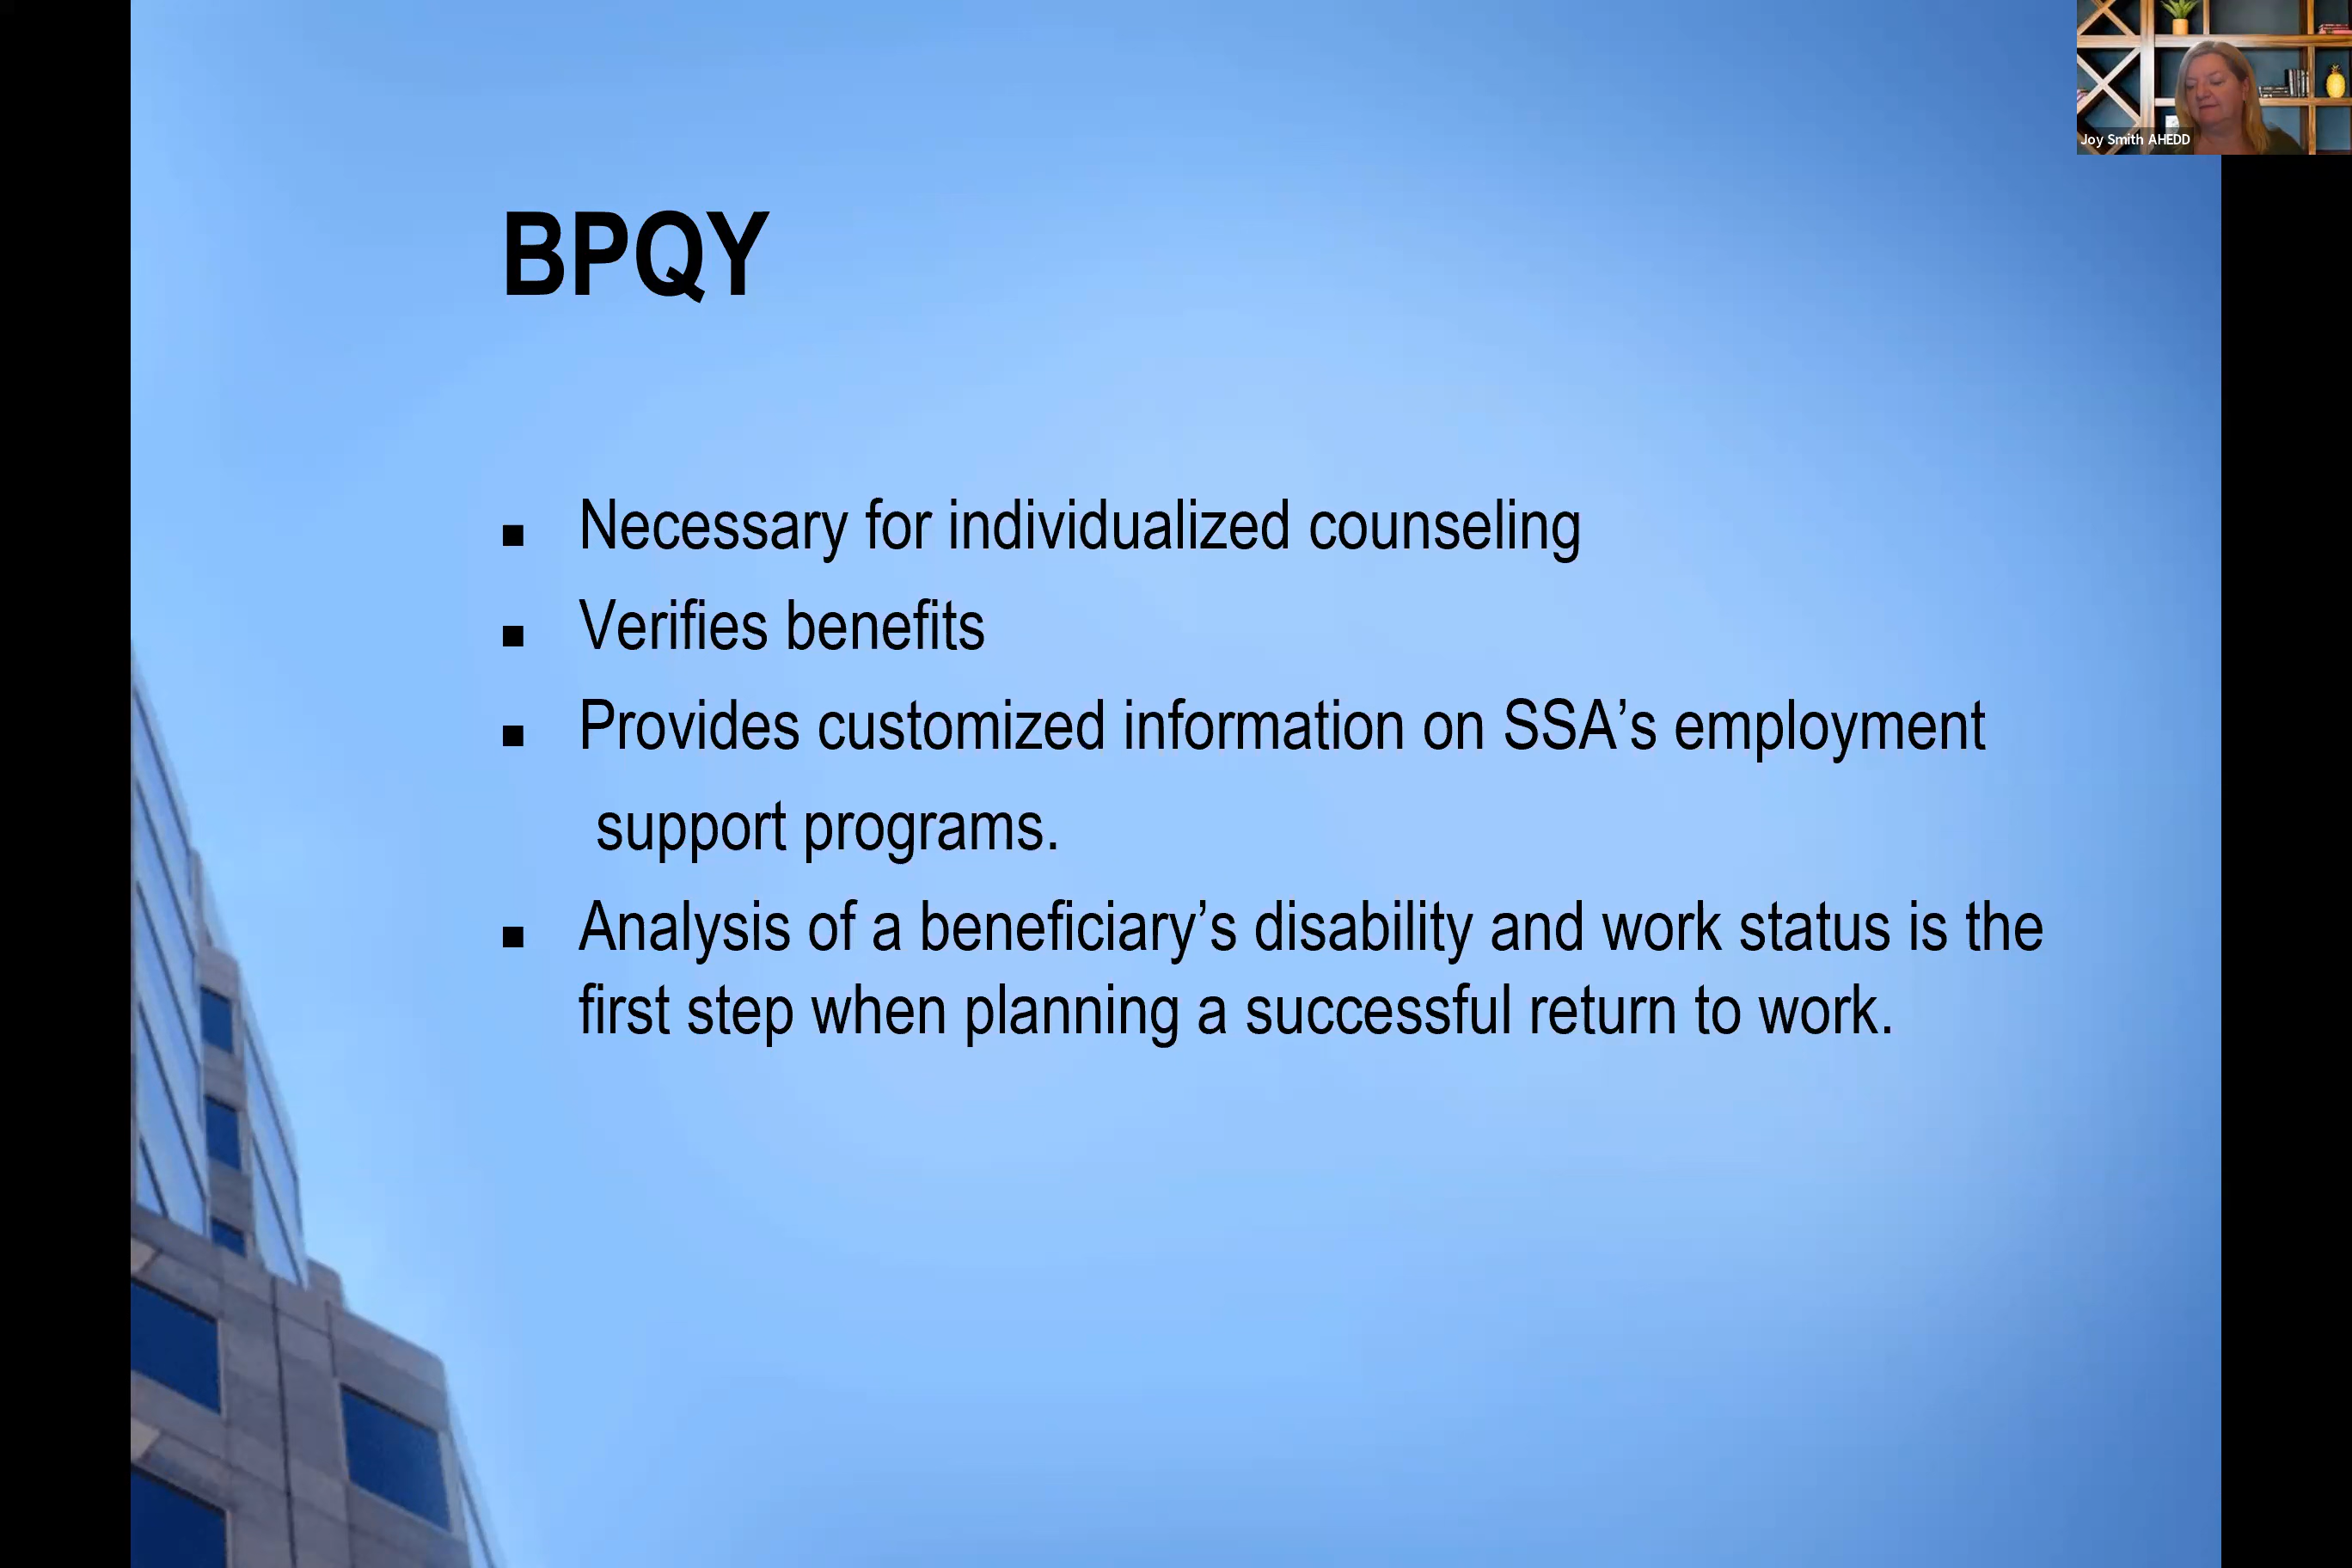 Joy Smith AHEDD
BPQY
■ Necessary for individualized counseling
■ Verifies benefits
■ Provides customized information on SSA’s employment
support programs.
■ Analysis of a beneficiary’s disability and work status is the
first step when planning a successful return to work.